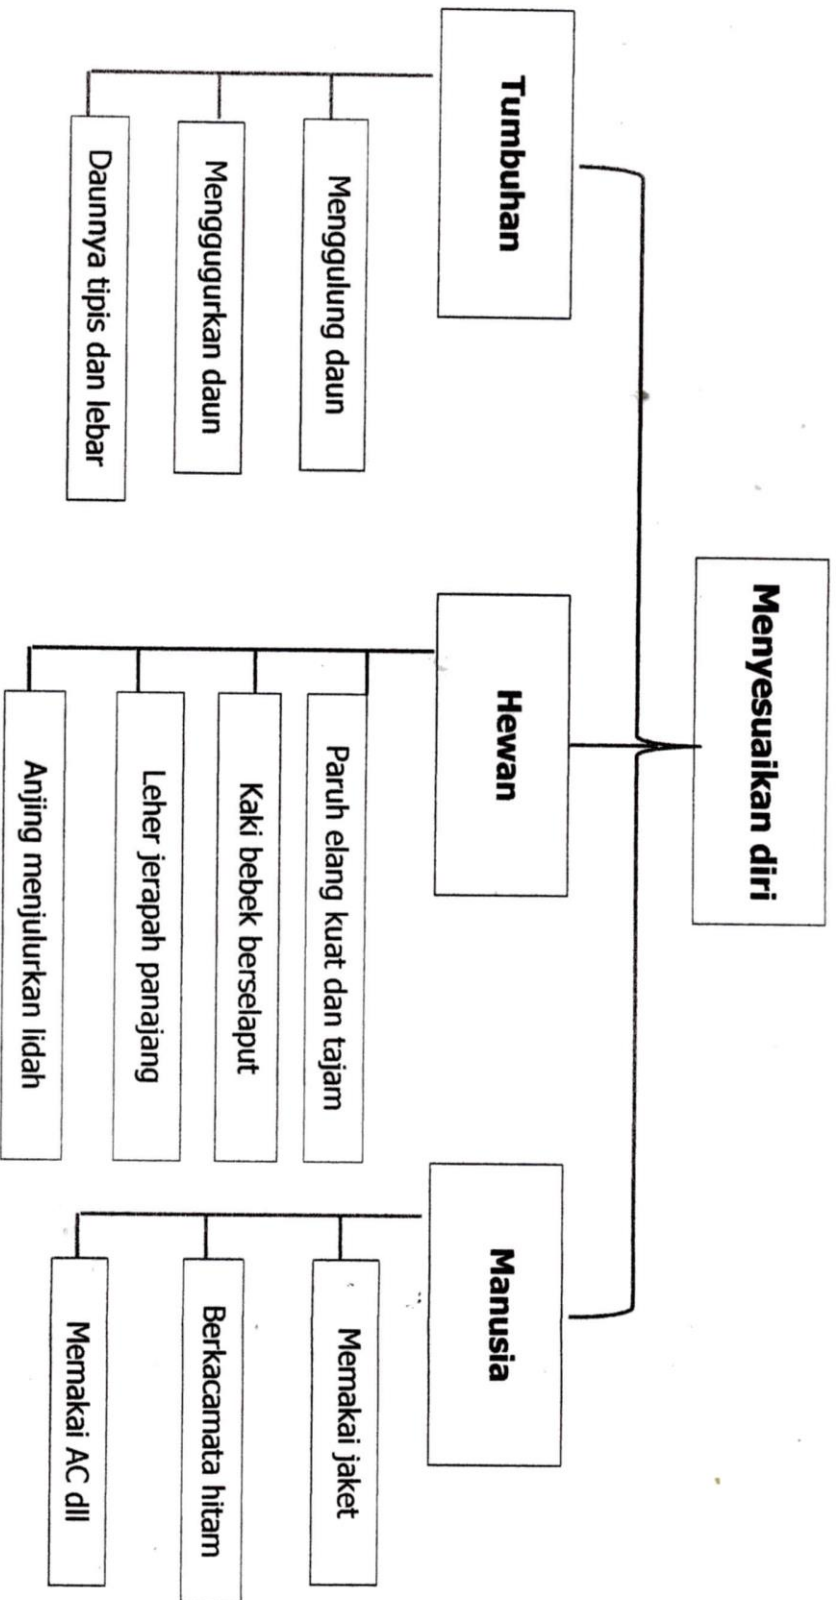 Menyesuaikan diri
Tumbuhan
Menggulung daun
Menggugurkan daun
Daunnya tipis dan lebar
Hewan
Paruh elang kuat dan tajam
Kaki bebek berselaput
Leher jerapah panajang
Anjing menjulurkan lidah
Manusia
Memakai jaket
Berkacamata hitam
Memakai AC dll